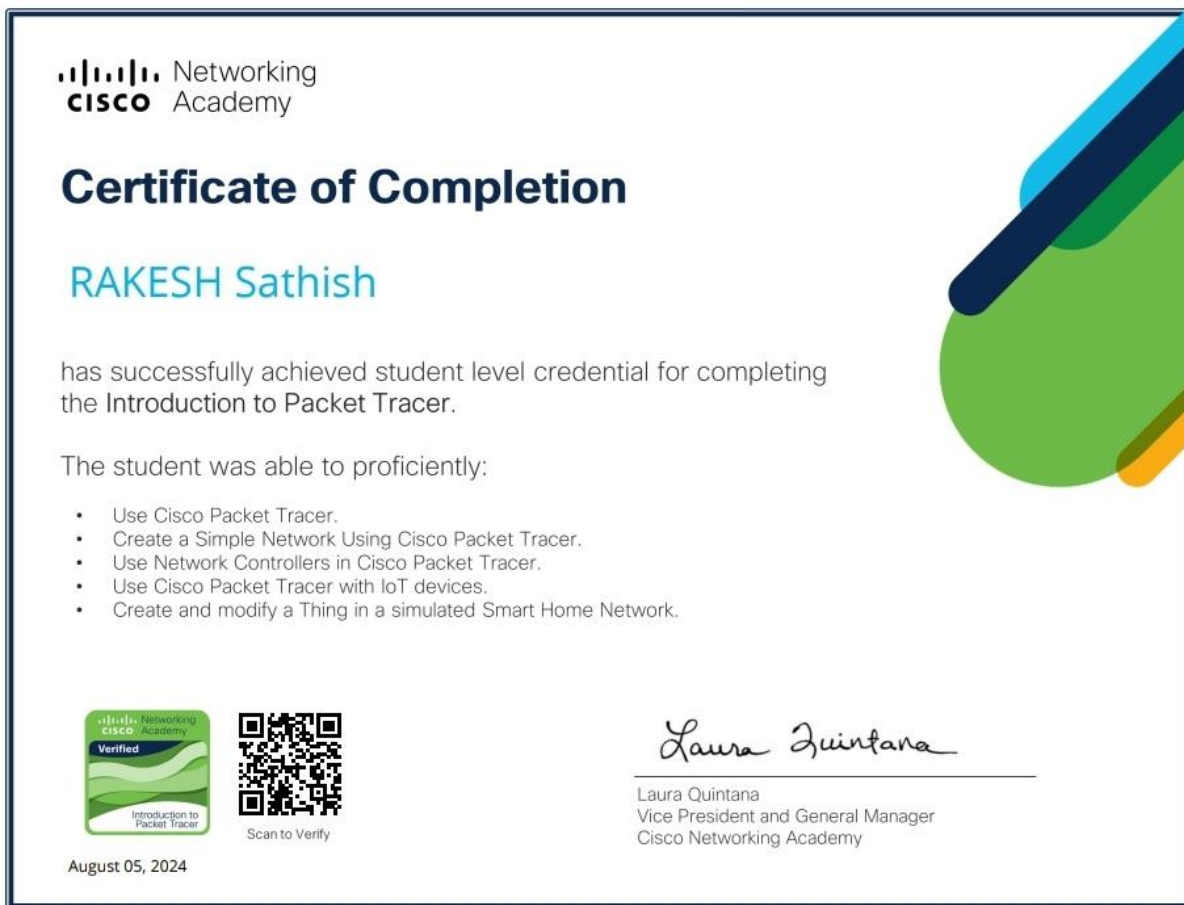 CISCO Networking Academy
Certificate of Completion
RAKESH Sathish
has successfully achieved student level credential for completing
the Introduction to Packet Tracer.
The student was able to proficiently:
• Use Cisco Packet Tracer.
• Create a Simple Network Using Cisco Packet Tracer.
• Use Network Controllers in Cisco Packet Tracer.
• Use Cisco Packet Tracer with IoT devices.
• Create and modify a Thing in a simulated Smart Home Network.
CISCO Networking Academy
Verified
Introduction to
Packet Tracer
Scan to Verify
August 05, 2024
Laura Quintana
Laura Quintana
Vice President and General Manager
Cisco Networking Academy